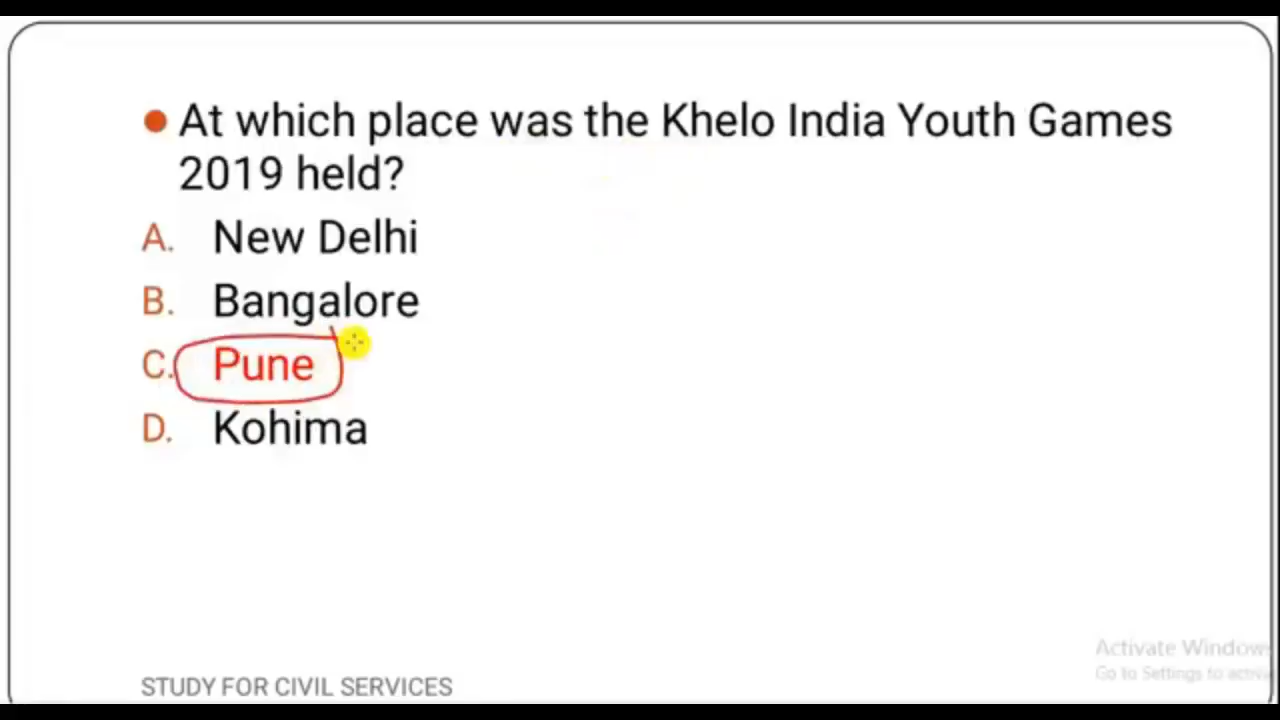 At which place was the Khelo India Youth Games
2019 held?
A. New Delhi
B. Bangalore
C. Pune
D. Kohima
Activate Windows
Go to Settings to activa
STUDY FOR CIVIL SERVICES